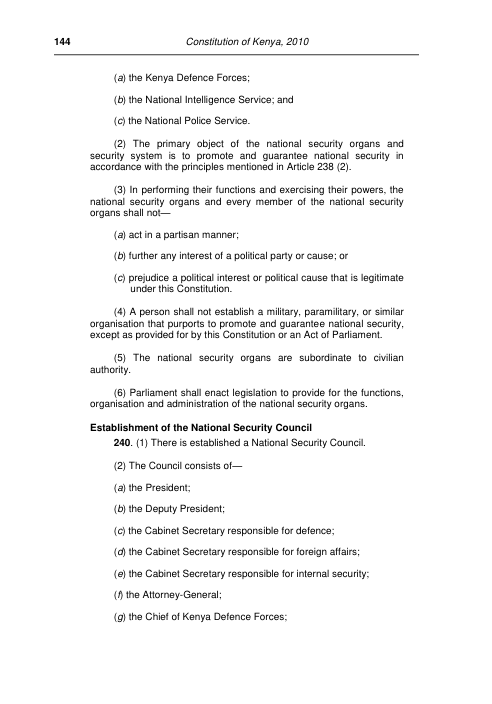 144 Constitution of Kenya, 2010
(a) the Kenya Defence Forces;
(b) the National Intelligence Service; and
(c) the National Police Service.
(2) The primary object of the national security organs and
security system is to promote and guarantee national security in
accordance with the principles mentioned in Article 238 (2).
(3) In performing their functions and exercising their powers, the
national security organs and every member of the national security
organs shall not—
(a) act in a partisan manner;
(b) further any interest of a political party or cause; or
(c) prejudice a political interest or political cause that is legitimate
under this Constitution.
(4) A person shall not establish a military, paramilitary, or similar
organisation that purports to promote and guarantee national security,
except as provided for by this Constitution or an Act of Parliament.
(5) The national security organs are subordinate to civilian
authority.
(6) Parliament shall enact legislation to provide for the functions,
organisation and administration of the national security organs.
Establishment of the National Security Council
240. (1) There is established a National Security Council.
(2) The Council consists of—
(a) the President;
(b) the Deputy President;
(c) the Cabinet Secretary responsible for defence;
(d) the Cabinet Secretary responsible for foreign affairs;
(e) the Cabinet Secretary responsible for internal security;
(f) the Attorney-General;
(g) the Chief of Kenya Defence Forces;